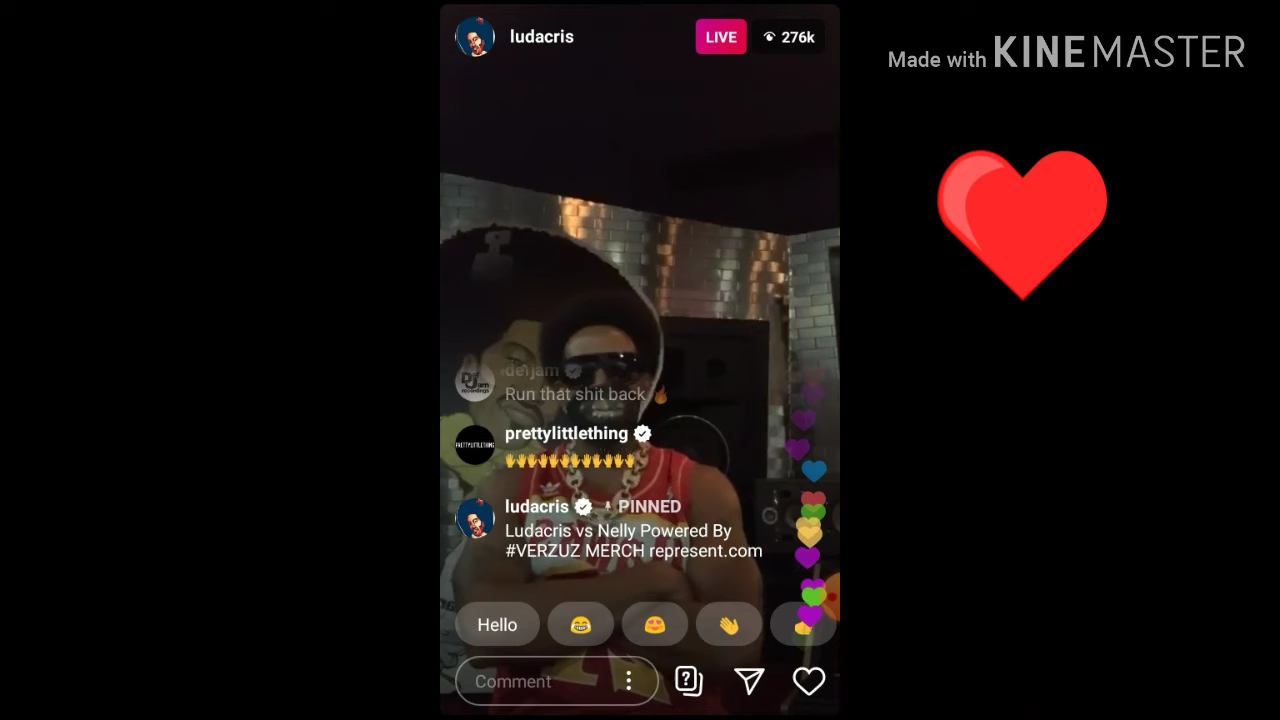 ludacris
LIVE
276k
Made with KINEMASTER
defjam
Run that shit back 🔥
prettylittlething
🙌🙌🙌🙌🙌🙌🙌🙌🙌🙌🙌🙌
ludacris PINNED
Ludacris vs Nelly Powered By
#VERZUZ MERCH represent.com
Hello 😂 😍 👋
Comment